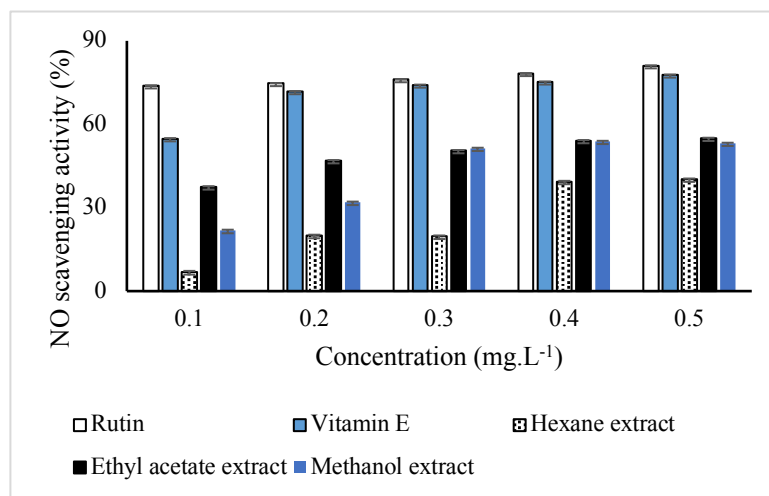 NO scavenging activity (%)
90
60
30
0
0.1 0.2 0.3 0.4 0.5
Concentration (mg.L⁻¹)
Rutin Vitamin E Hexane extract
Ethyl acetate extract Methanol extract